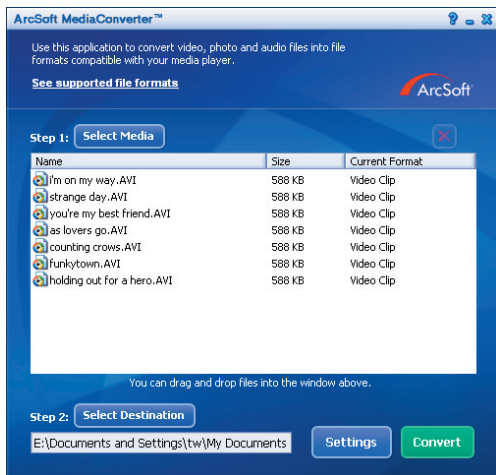 ArcSoft MediaConverter™
Use this application to convert video, photo and audio files into file
formats compatible with your media player.
See supported file formats
ArcSoft
Step 1: Select Media
Name Size Current Format
i'm on my way.AVI 588 KB Video Clip
strange day.AVI 588 KB Video Clip
you're my best friend.AVI 588 KB Video Clip
as lovers go.AVI 588 KB Video Clip
counting crows.AVI 588 KB Video Clip
funkytown.AVI 588 KB Video Clip
holding out for a hero.AVI 588 KB Video Clip
You can drag and drop files into the window above.
Step 2: Select Destination
E:\Documents and Settings\tw\My Documents Settings Convert